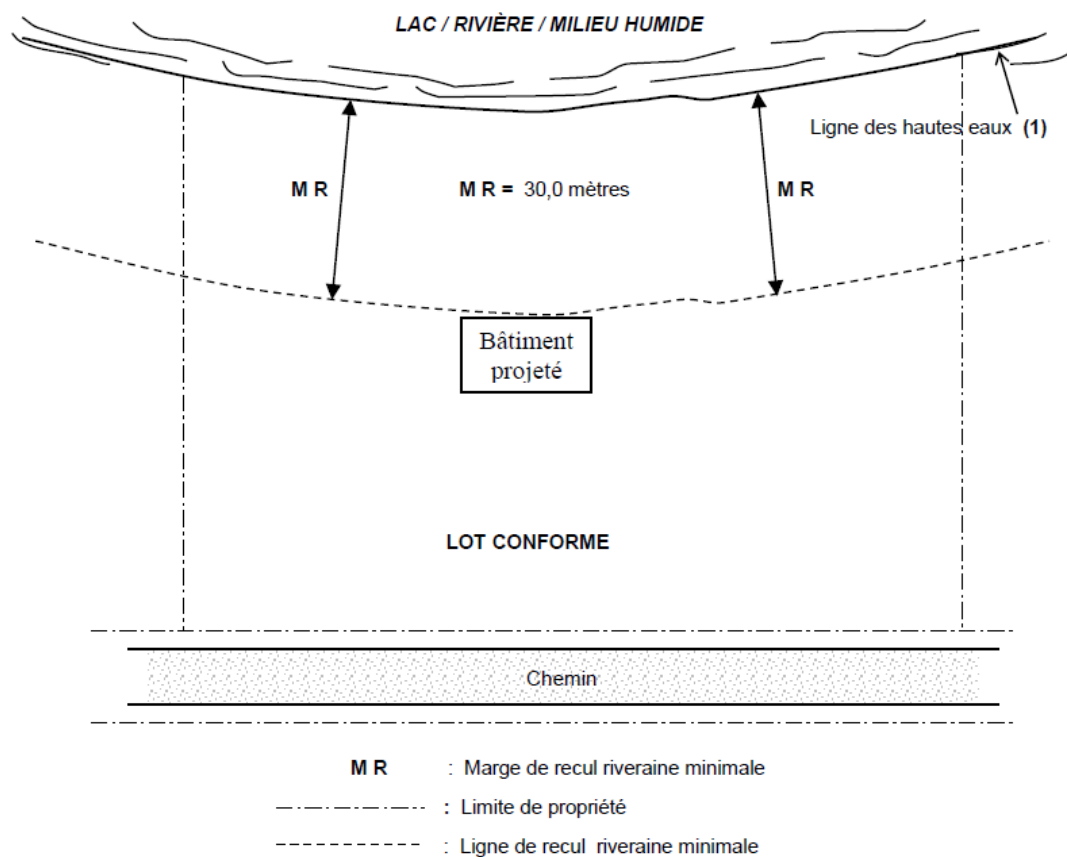 LAC / RIVIÈRE / MILIEU HUMIDE
Ligne des hautes eaux (1)
M R
M R = 30,0 mètres
M R
Bâtiment
projeté
LOT CONFORME
Chemin
M R : Marge de recul riveraine minimale
: Limite de propriété
: Ligne de recul riveraine minimale